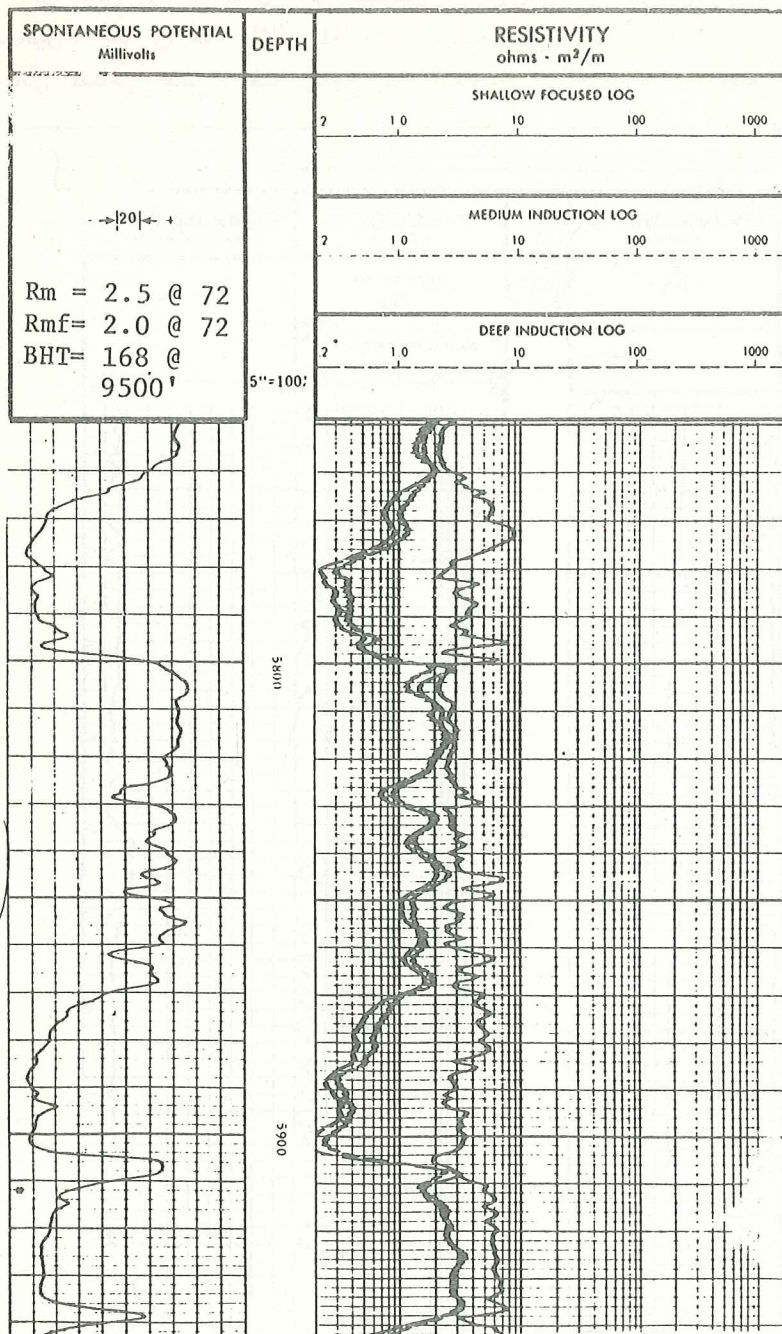 SPONTANEOUS POTENTIAL
Millivolts
DEPTH
RESISTIVITY
ohms · m²/m
SHALLOW FOCUSED LOG
.2 1 0 10 100 1000
MEDIUM INDUCTION LOG
.2 1 0 10 100 1000
DEEP INDUCTION LOG
.2 1 0 10 100 1000
- →|20|← +
Rm = 2.5 @ 72
Rmf= 2.0 @ 72
BHT= 168 @
9500'
5"=100'
5800
5900